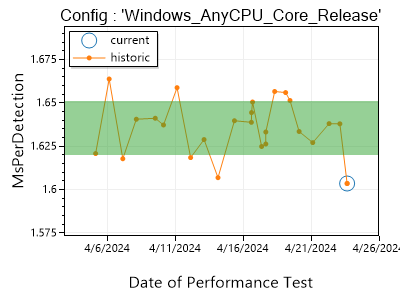 Config : 'Windows_AnyCPU_Core_Release'
current
historic
1.675
1.65
1.625
1.6
1.575
MsPerDetection
4/6/2024 4/11/2024 4/16/2024 4/21/2024 4/26/2024
Date of Performance Test